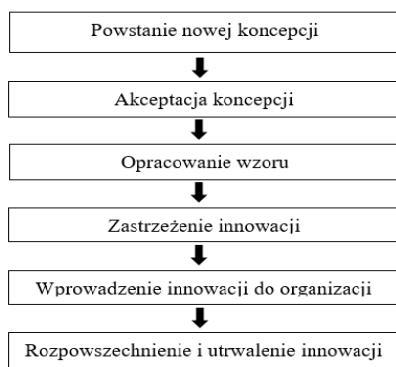 Powstanie nowej koncepcji
Akceptacja koncepcji
Opracowanie wzoru
Zastrzeżenie innowacji
Wprowadzenie innowacji do organizacji
Rozpowszechnienie i utrwalenie innowacji